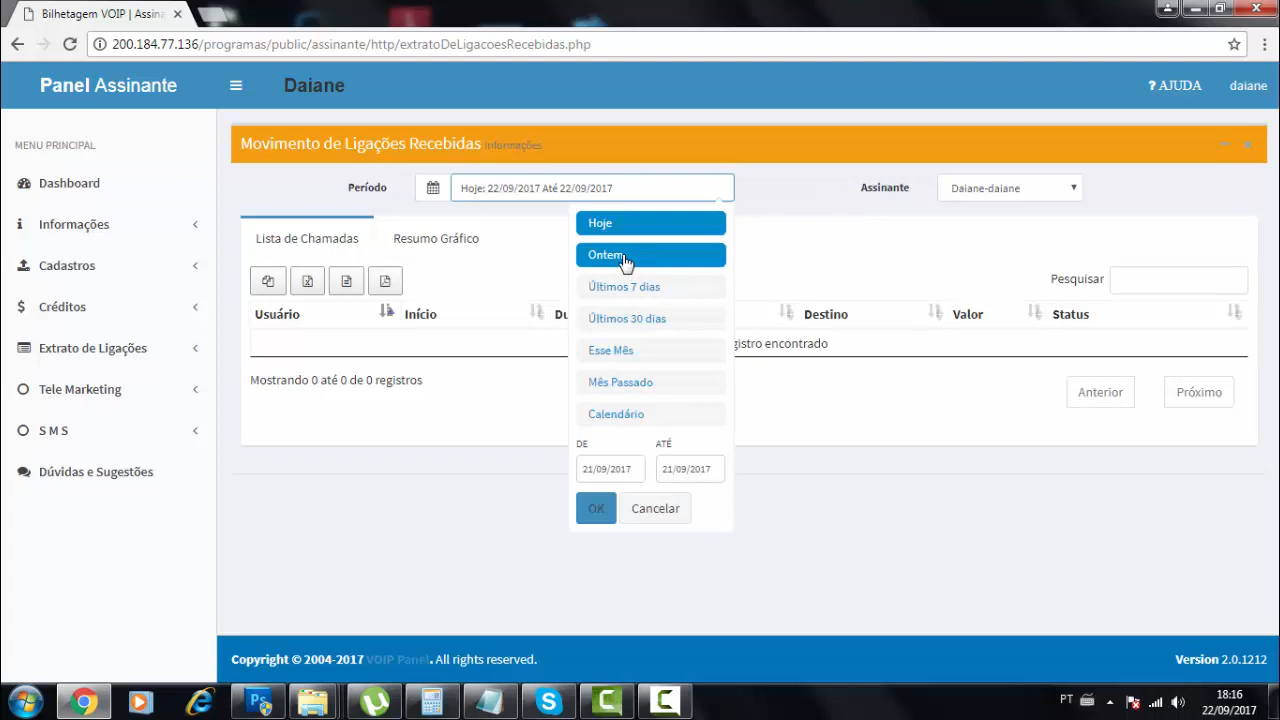 Bilhetagem VOIP | Assina
200.184.77.136/programas/public/assinante/http/extratoDeLigacoesRecebidas.php
Panel Assinante
Daiane
? AJUDA
daiane
MENU PRINCIPAL
Dashboard
Informações
Cadastros
Créditos
Extrato de Ligações
Tele Marketing
S M S
Dúvidas e Sugestões
Movimento de Ligações Recebidas Informações
Período
Hoje: 22/09/2017 Até 22/09/2017
Assinante
Daiane-daiane
Hoje
Ontem
Últimos 7 dias
Últimos 30 dias
Esse Mês
Mês Passado
Calendário
DE ATÉ
21/09/2017 21/09/2017
OK Cancelar
Lista de Chamadas Resumo Gráfico
Pesquisar
Usuário Início Du Destino Valor Status
gistro encontrado
Mostrando 0 até 0 de 0 registros
Anterior Próximo
Copyright © 2004-2017 VOIP Panel. All rights reserved.
Version 2.0.1212
PT
18:16
22/09/2017